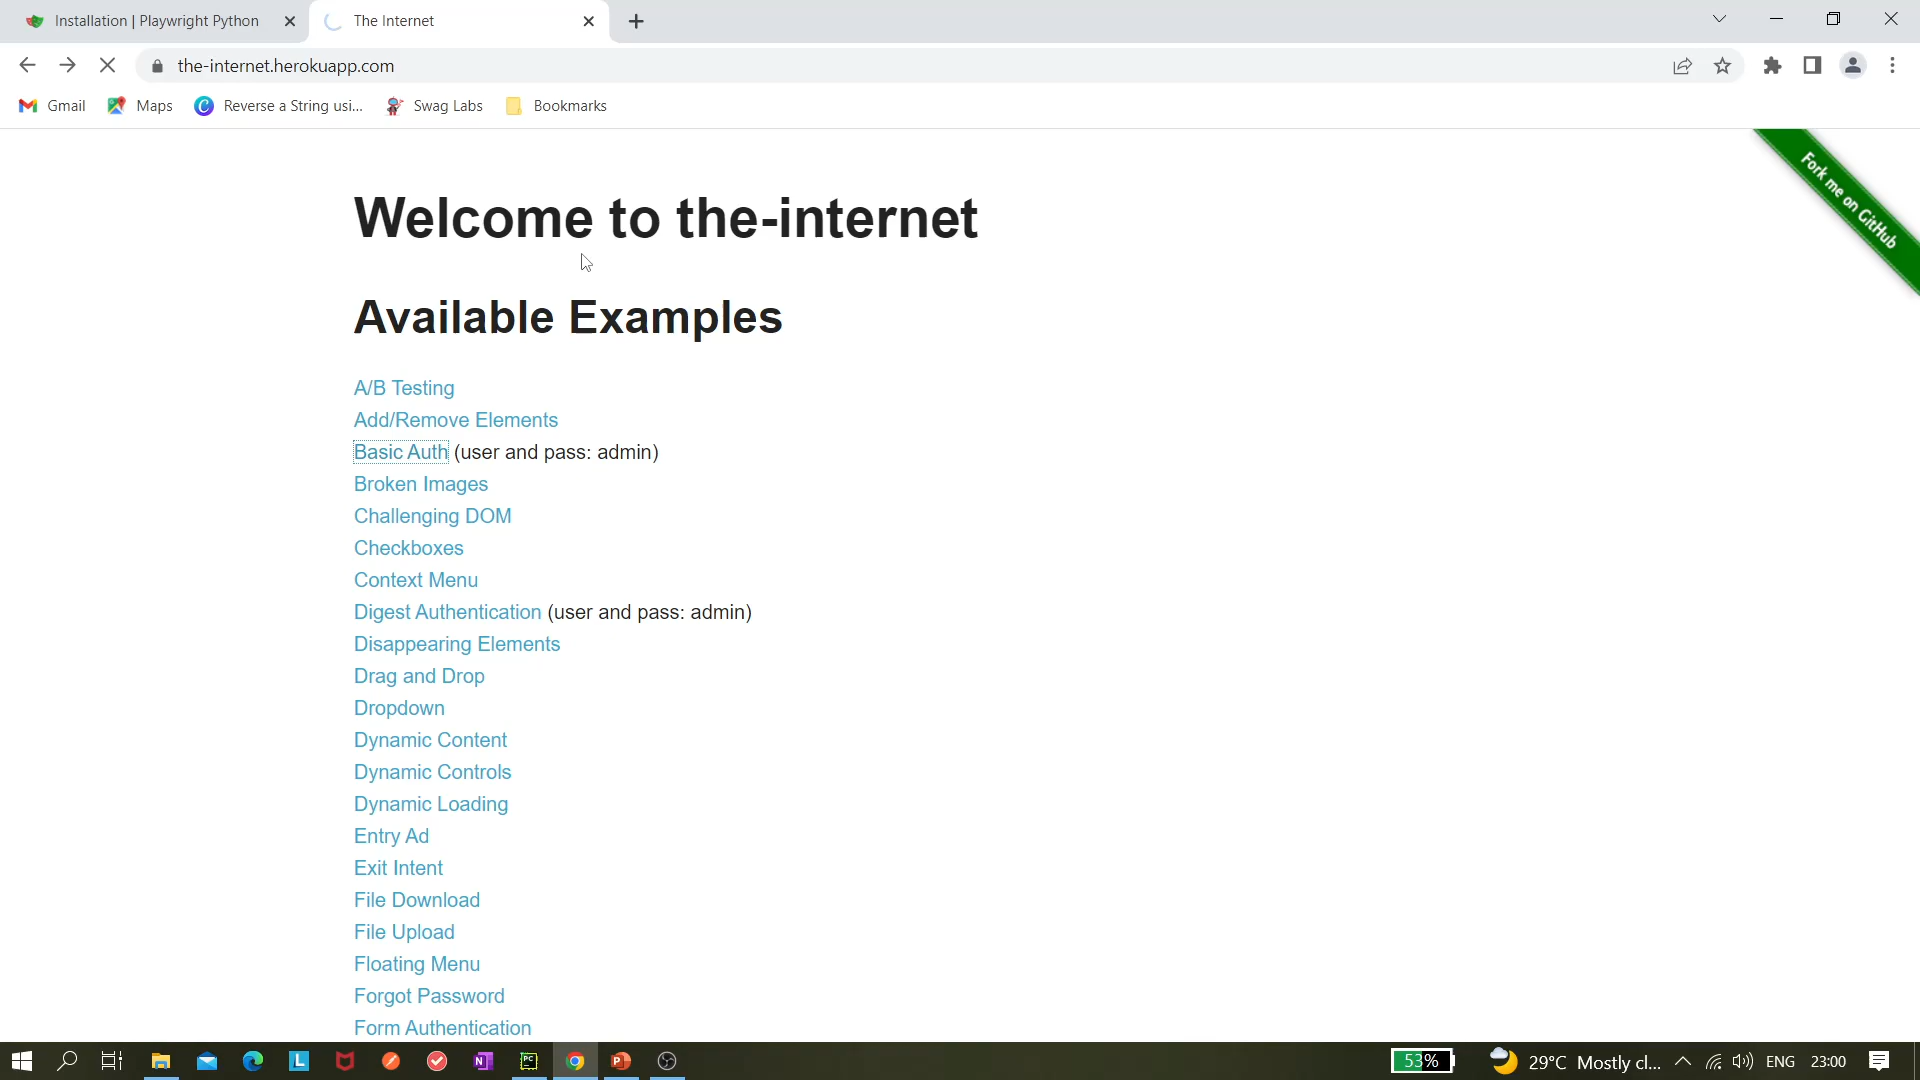 Installation | Playwright Python
The Internet
the-internet.herokuapp.com
Gmail
Maps
Reverse a String usi...
Swag Labs
Bookmarks
Fork me on GitHub
Welcome to the-internet
Available Examples
A/B Testing
Add/Remove Elements
Basic Auth (user and pass: admin)
Broken Images
Challenging DOM
Checkboxes
Context Menu
Digest Authentication (user and pass: admin)
Disappearing Elements
Drag and Drop
Dropdown
Dynamic Content
Dynamic Controls
Dynamic Loading
Entry Ad
Exit Intent
File Download
File Upload
Floating Menu
Forgot Password
Form Authentication
53%
29°C Mostly cl...
ENG
23:00